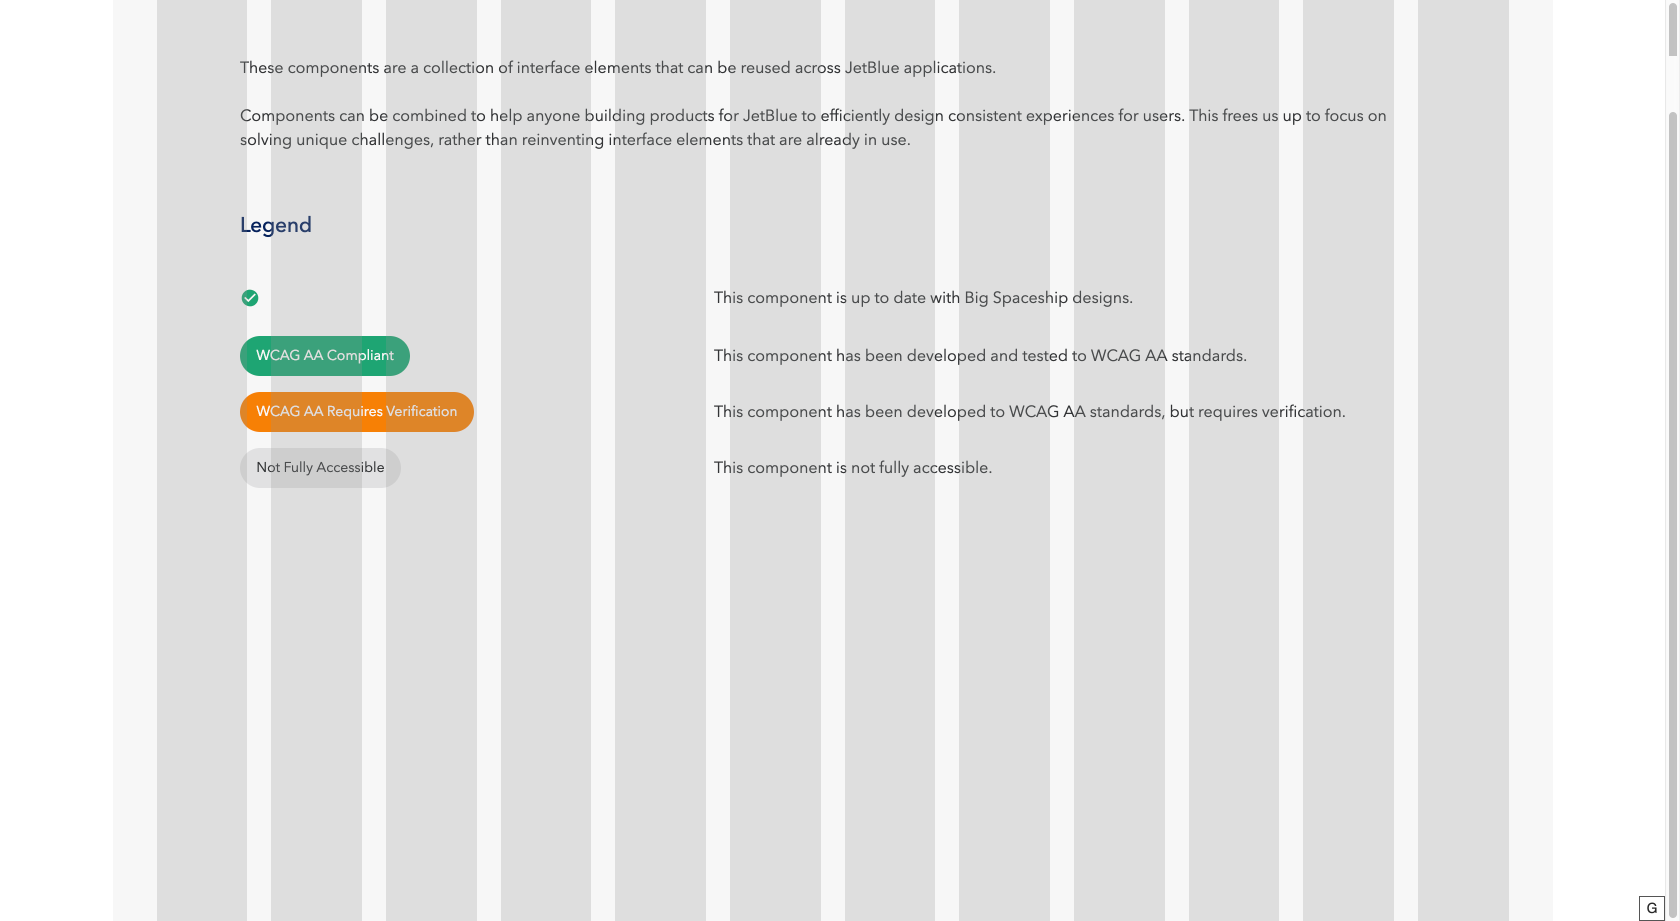 These components are a collection of interface elements that can be reused across JetBlue applications.
Components can be combined to help anyone building products for JetBlue to efficiently design consistent experiences for users. This frees us up to focus on
solving unique challenges, rather than reinventing interface elements that are already in use.
Legend
This component is up to date with Big Spaceship designs.
WCAG AA Compliant
This component has been developed and tested to WCAG AA standards.
WCAG AA Requires Verification
This component has been developed to WCAG AA standards, but requires verification.
Not Fully Accessible
This component is not fully accessible.
G